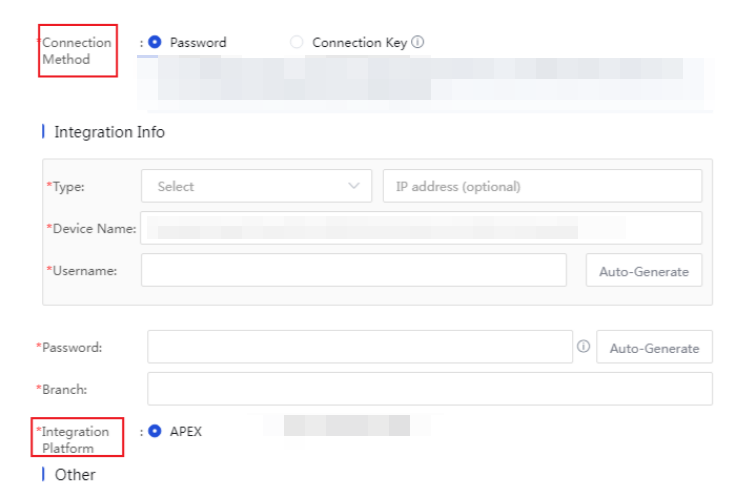 *Connection : Password Connection Key
Method
Integration Info
*Type: Select IP address (optional)
*Device Name:
*Username: Auto-Generate
*Password: Auto-Generate
*Branch:
*Integration : APEX
Platform
Other